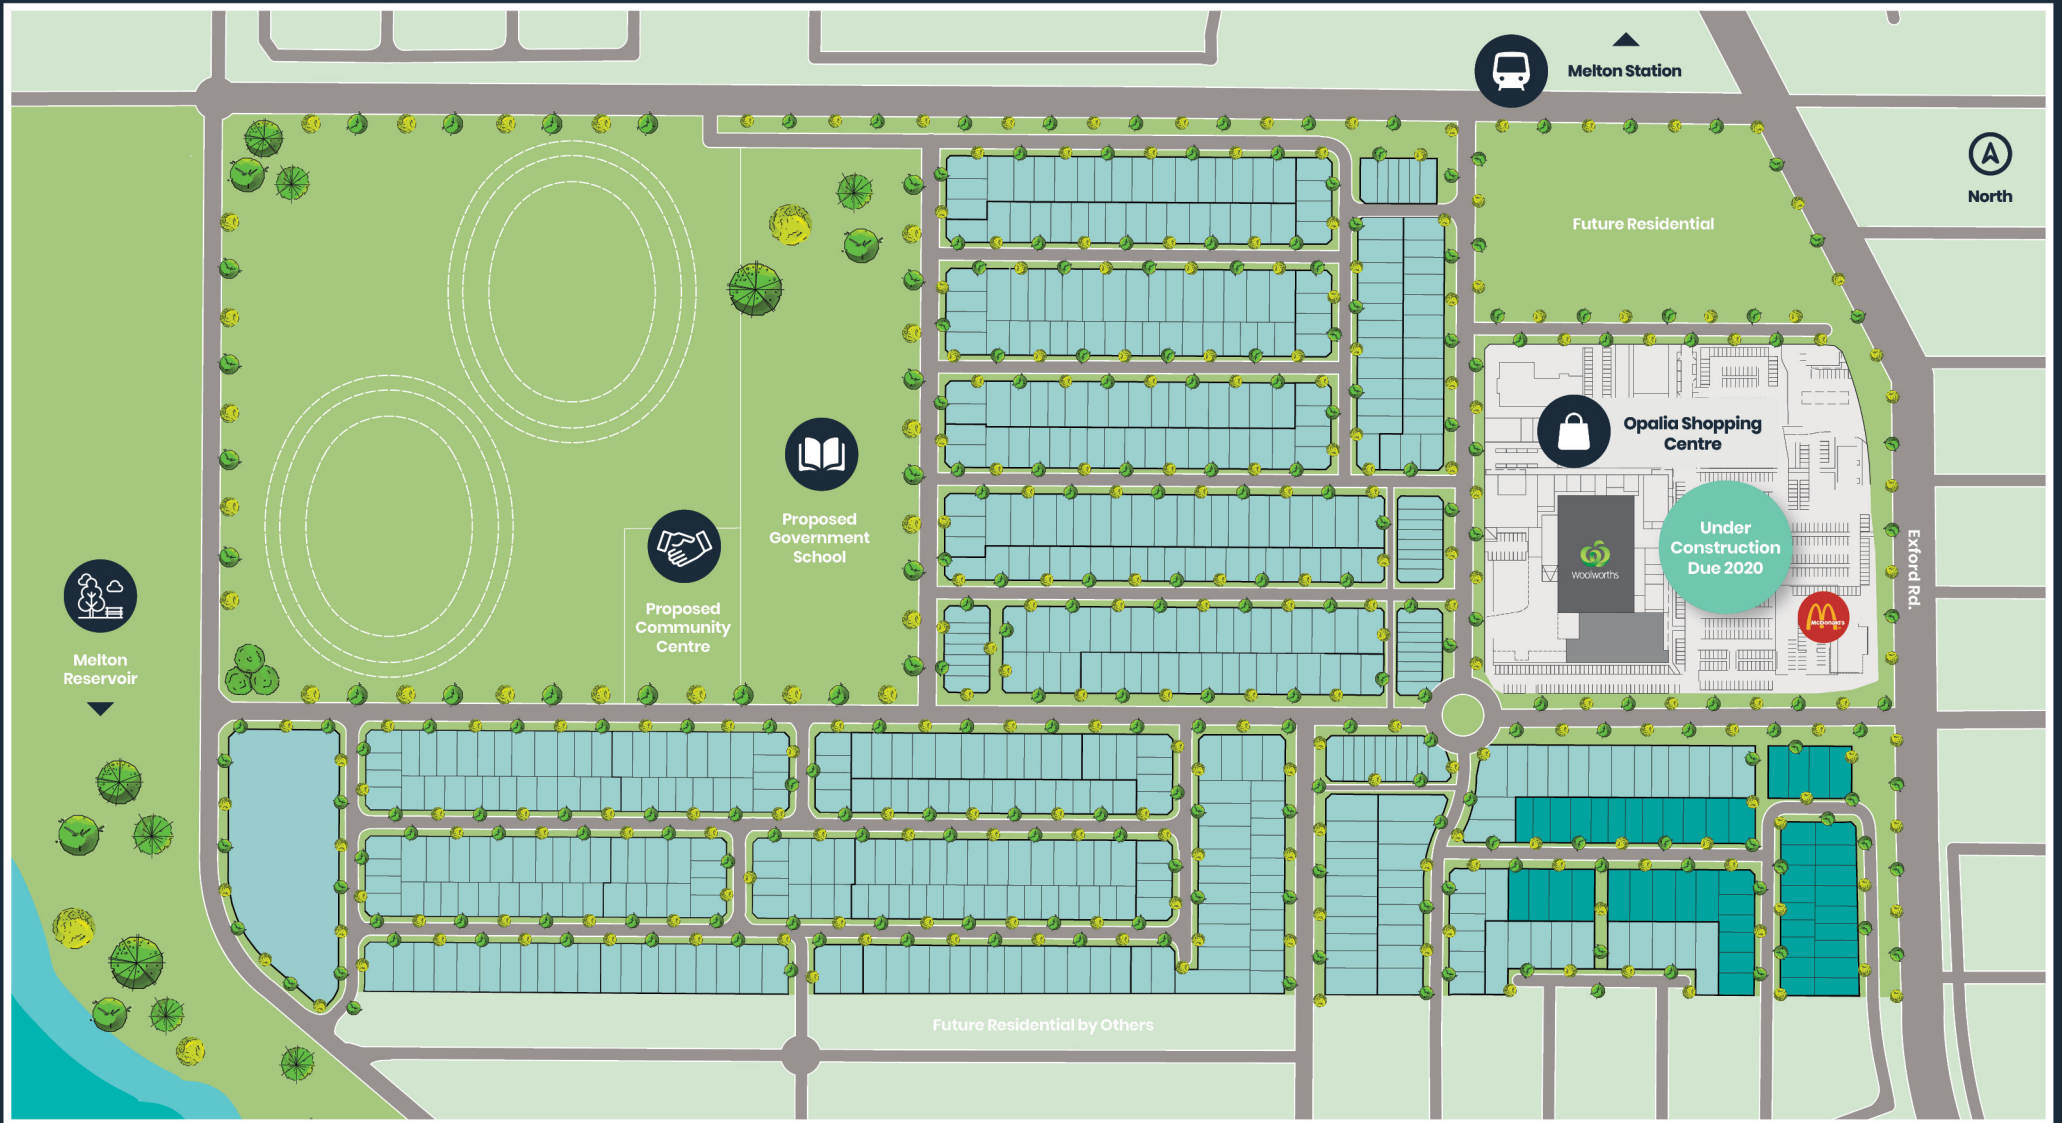 Melton Station
North
Future Residential
Opalia Shopping
Centre
Proposed
Government
School
Under
Construction
Due 2020
Exford Rd.
woolworths
McDonald's
Proposed
Community
Centre
Melton
Reservoir
Future Residential by Others